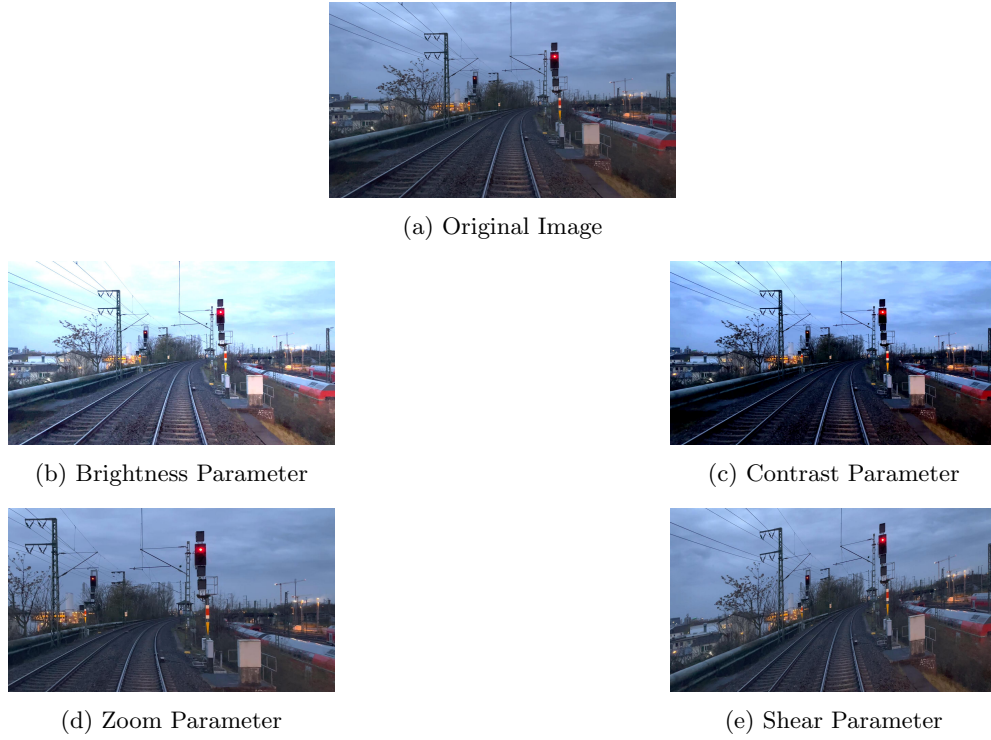 (a) Original Image
(b) Brightness Parameter
(c) Contrast Parameter
(d) Zoom Parameter
(e) Shear Parameter